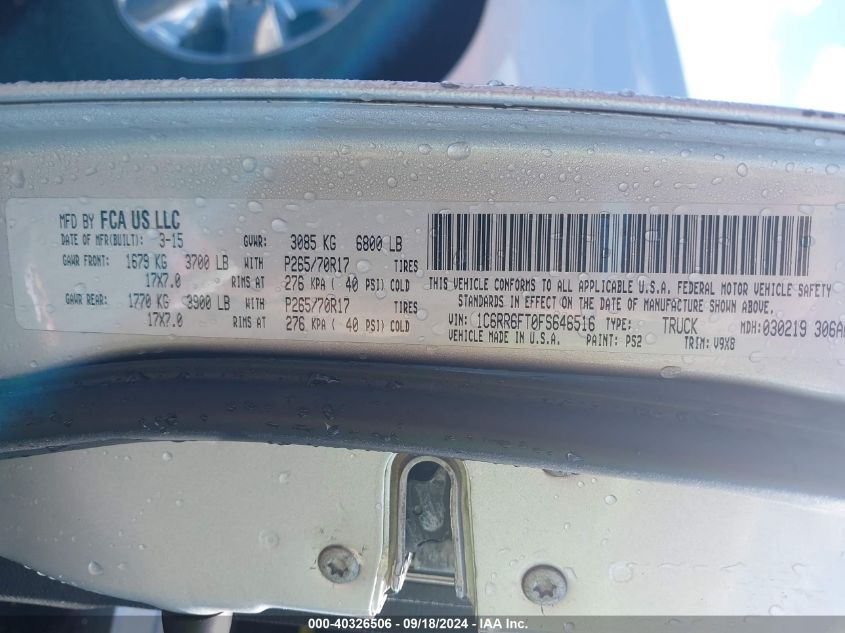 MFD BY FCA US LLC
DATE OF MFR(BUILT): 3-15 GVWR: 3085 KG 6800 LB
GAWR FRONT: 1679 KG 3700 LB WITH P265/70R17 TIRES
17X7.0 RIMS AT 276 KPA ( 40 PSI) COLD
GAWR REAR: 1770 KG 3900 LB WITH P265/70R17 TIRES
17X7.0 RIMS AT 276 KPA ( 40 PSI) COLD
THIS VEHICLE CONFORMS TO ALL APPLICABLE U.S.A. FEDERAL MOTOR VEHICLE SAFETY
STANDARDS IN EFFECT ON THE DATE OF MANUFACTURE SHOWN ABOVE.
VIN: 1C6RR6FT0FS646516 TYPE: TRUCK MDH: 030219 306A
VEHICLE MADE IN U.S.A. PAINT: PS2 TRIM: V9X8
000-40326506 - 09/18/2024 - IAA Inc.